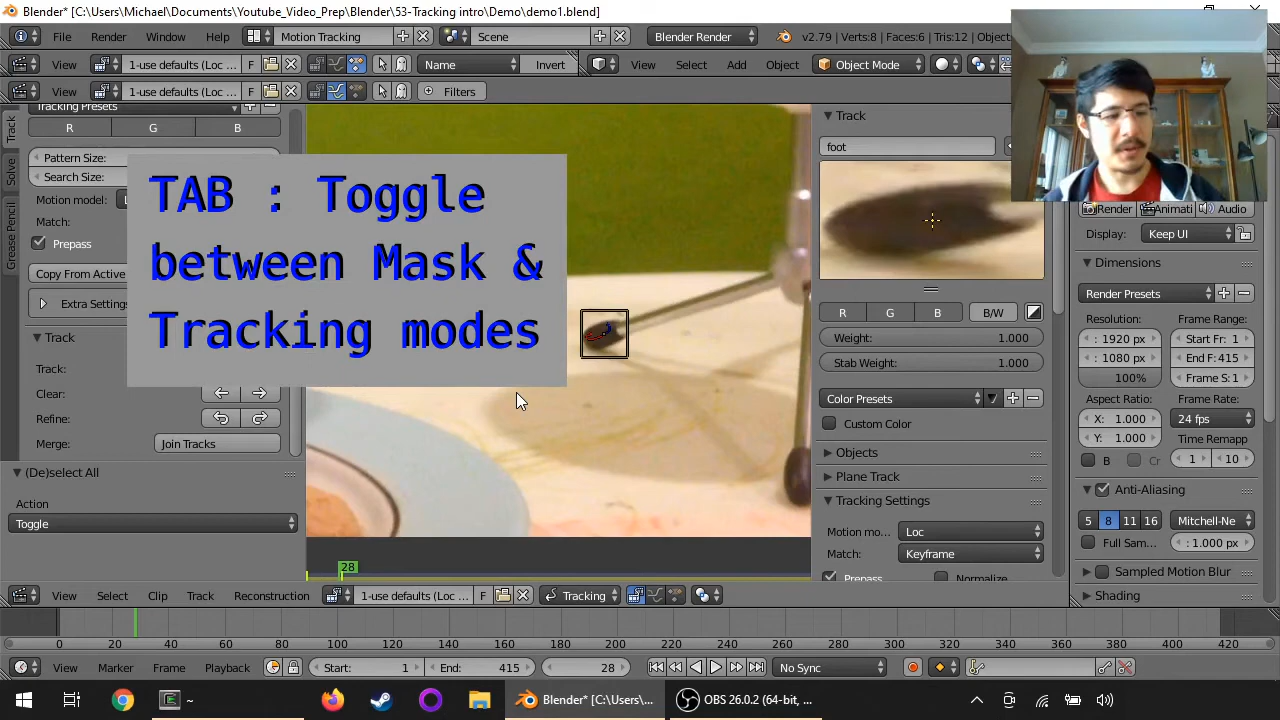 Blender* [C:\Users\Michael\Documents\Youtube_Video_Prep\Blender\53-Tracking intro\Demo\demo1.blend]
File Render Window Help Motion Tracking Scene Blender Render v2.79 | Verts:8 | Faces:6 | Tris:12 | Object
View 1-use defaults (Loc ... F Name Invert View Select Add Object Object Mode
View 1-use defaults (Loc ... F Filters
Tracking Presets
R G B
Pattern Size:
Search Size:
Motion model:
Match:
Prepass
Copy From Active
Extra Settings
Track
Track:
Clear:
Refine:
Merge: Join Tracks
(De)select All
Action
Toggle
Track
Solve
Grease Pencil
TAB : Toggle
between Mask &
Tracking modes
28
Track
foot
R G B B/W
Weight: 1.000
Stab Weight: 1.000
Color Presets
Custom Color
Objects
Plane Track
Tracking Settings
Motion mo... Loc
Match: Keyframe
Prepass Normalize
Render Animati Audio
Display: Keep UI
Dimensions
Render Presets
Resolution: Frame Range:
: 1920 px Start Fr: 1
: 1080 px End F: 415
100% Frame S: 1
Aspect Ratio: Frame Rate:
X: 1.000 24 fps
Y: 1.000 Time Remapp
B Cr 1 10
Anti-Aliasing
5 8 11 16 Mitchell-Ne
Full Sam... : 1.000 px
Sampled Motion Blur
Shading
View Select Clip Track Reconstruction 1-use defaults (Loc ... F Tracking
0 20 40 60 80 100 120 140 160 180 200 220 240 260 280 300 320 340 360 380 400 420
View Marker Frame Playback Start: 1 End: 415 28 No Sync
~ Blender* [C:\Users\... OBS 26.0.2 (64-bit, ...